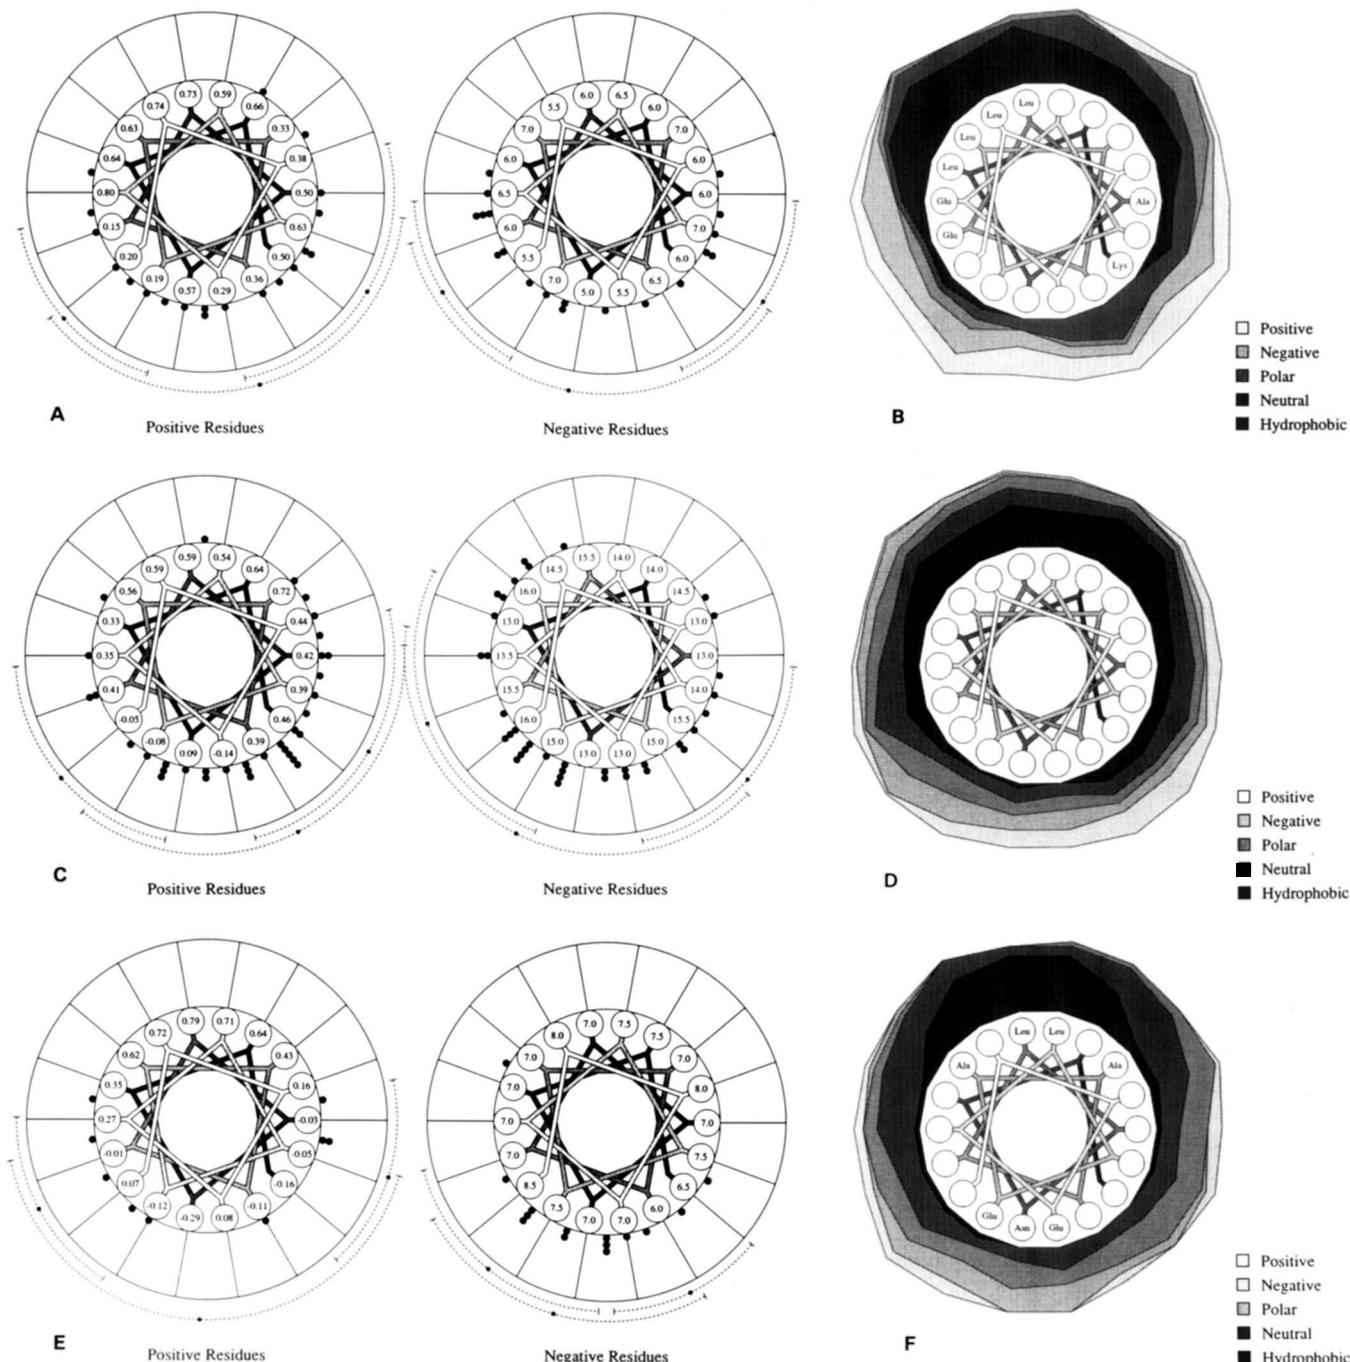 0.73 0.59
0.74 0.66
0.63 0.33
0.64 0.38
0.80 0.50
0.15 0.63
0.20 0.50
0.19 0.36
0.57 0.29
A
Positive Residues
6.0 6.5
5.5 6.0
7.0 7.0
6.0 6.0
6.5 6.0
6.0 7.0
5.5 6.0
7.0 6.5
5.0 5.5
Negative Residues
Leu
Leu
Leu
Leu
Glu Ala
Glu
Lys
B
Positive
Negative
Polar
Neutral
Hydrophobic
0.59 0.54
0.59 0.64
0.56 0.72
0.33 0.44
0.35 0.42
0.41 0.39
-0.05 0.46
-0.08 0.39
0.09 -0.14
C
Positive Residues
15.5 14.0
14.5 14.0
16.0 14.5
13.0 13.0
13.5 13.0
15.5 14.0
16.0 15.5
15.0 15.0
13.0 13.0
Negative Residues
D
Positive
Negative
Polar
Neutral
Hydrophobic
0.79 0.71
0.72 0.64
0.62 0.43
0.35 0.16
0.27 -0.03
-0.01 -0.05
0.07 -0.16
-0.12 -0.11
-0.29 0.08
E
Positive Residues
7.0 7.5
8.0 7.5
7.0 7.0
7.0 8.0
7.0 7.0
7.0 7.5
8.5 6.5
7.5 6.0
7.0 7.0
Negative Residues
Leu Leu
Ala Ala
Glu Asn Glu
F
Positive
Negative
Polar
Neutral
Hydrophobic